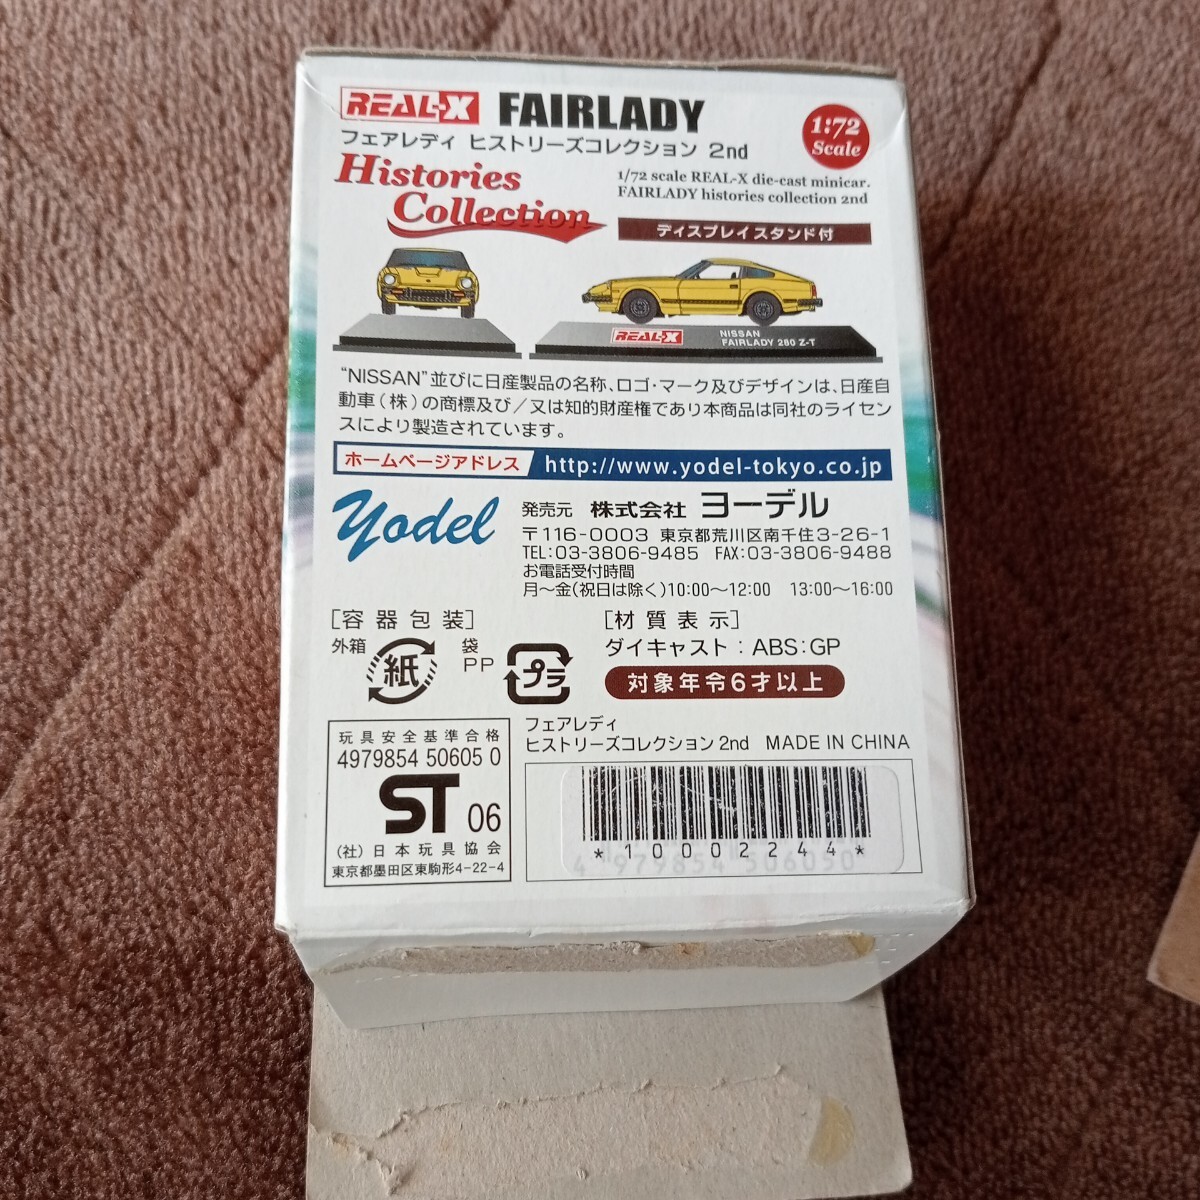 REAL-X FAIRLADY
フェアレディ ヒストリーズコレクション 2nd
1:72
Scale
Histories
Collection
1/72 scale REAL-X die-cast minicar.
FAIRLADY histories collection 2nd
ディスプレイスタンド付
REAL-X
NISSAN
FAIRLADY 280 Z-T
“NISSAN”並びに日産製品の名称、ロゴ・マーク及びデザインは、日産自
動車(株)の商標及び/又は知的財産権であり本商品は同社のライセン
スにより製造されています。
ホームページアドレス http://www.yodel-tokyo.co.jp
yodel
発売元 株式会社 ヨーデル
〒116-0003 東京都荒川区南千住3-26-1
TEL:03-3806-9485 FAX:03-3806-9488
お電話受付時間
月〜金(祝日は除く)10:00〜12:00 13:00〜16:00
[容器包装]
外箱 紙
袋
PP プラ
[材質表示]
ダイキャスト:ABS:GP
対象年令6才以上
玩具安全基準合格
4979854 50605 0
ST 06
(社)日本玩具協会
東京都墨田区東駒形4-22-4
フェアレディ
ヒストリーズコレクション 2nd MADE IN CHINA
*10002244*
4 979854 506050